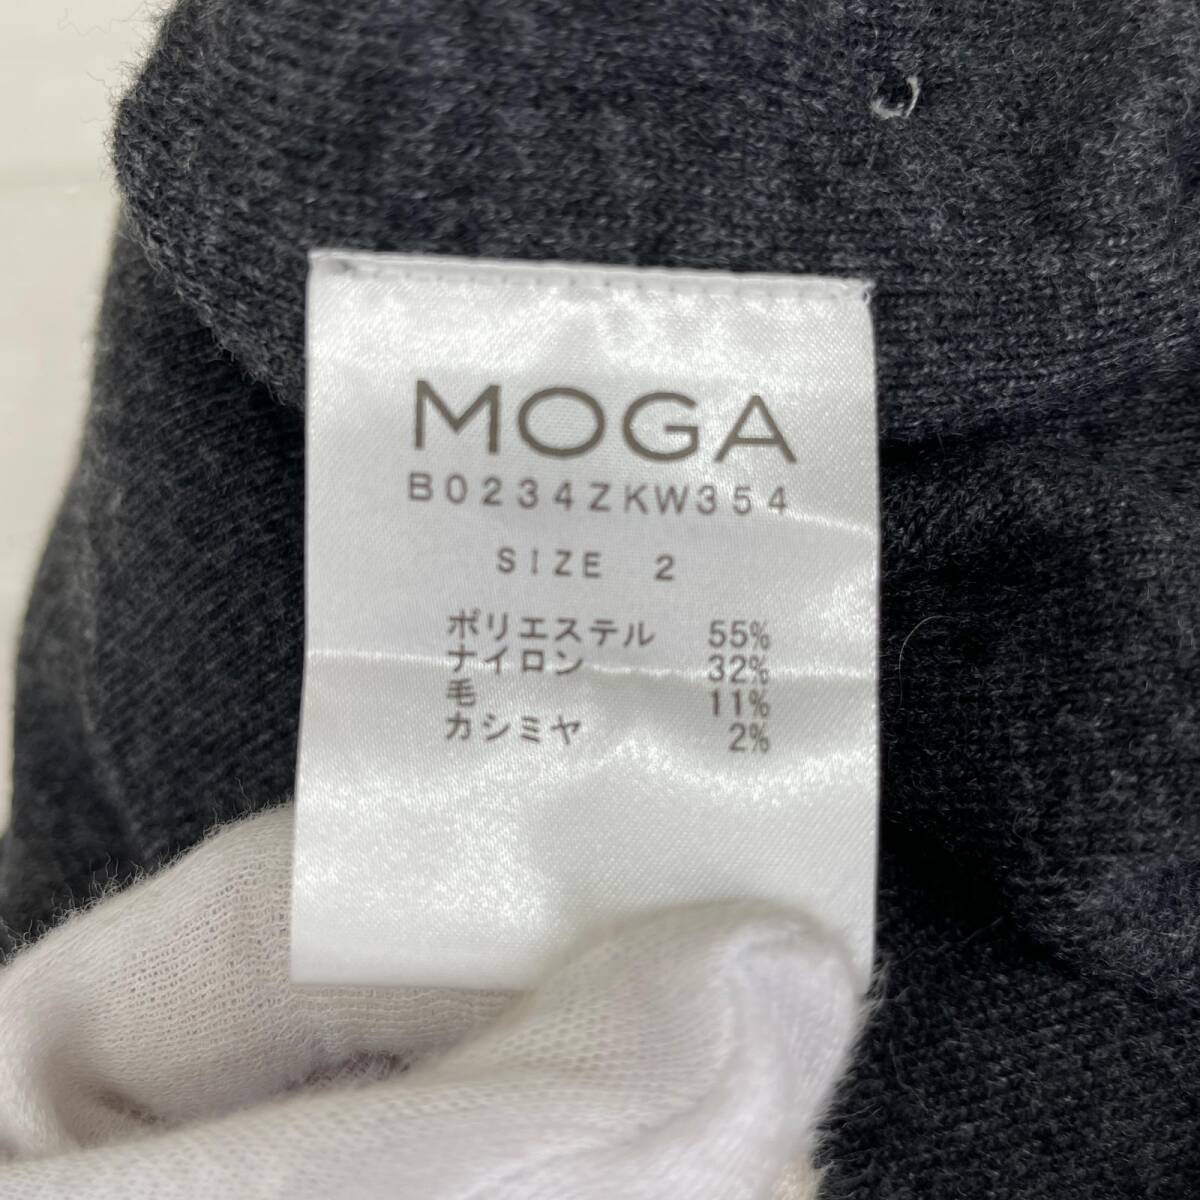 MOGA
B0234ZKW354
SIZE 2
ポリエステル 55%
ナイロン 32%
毛 11%
カシミヤ 2%